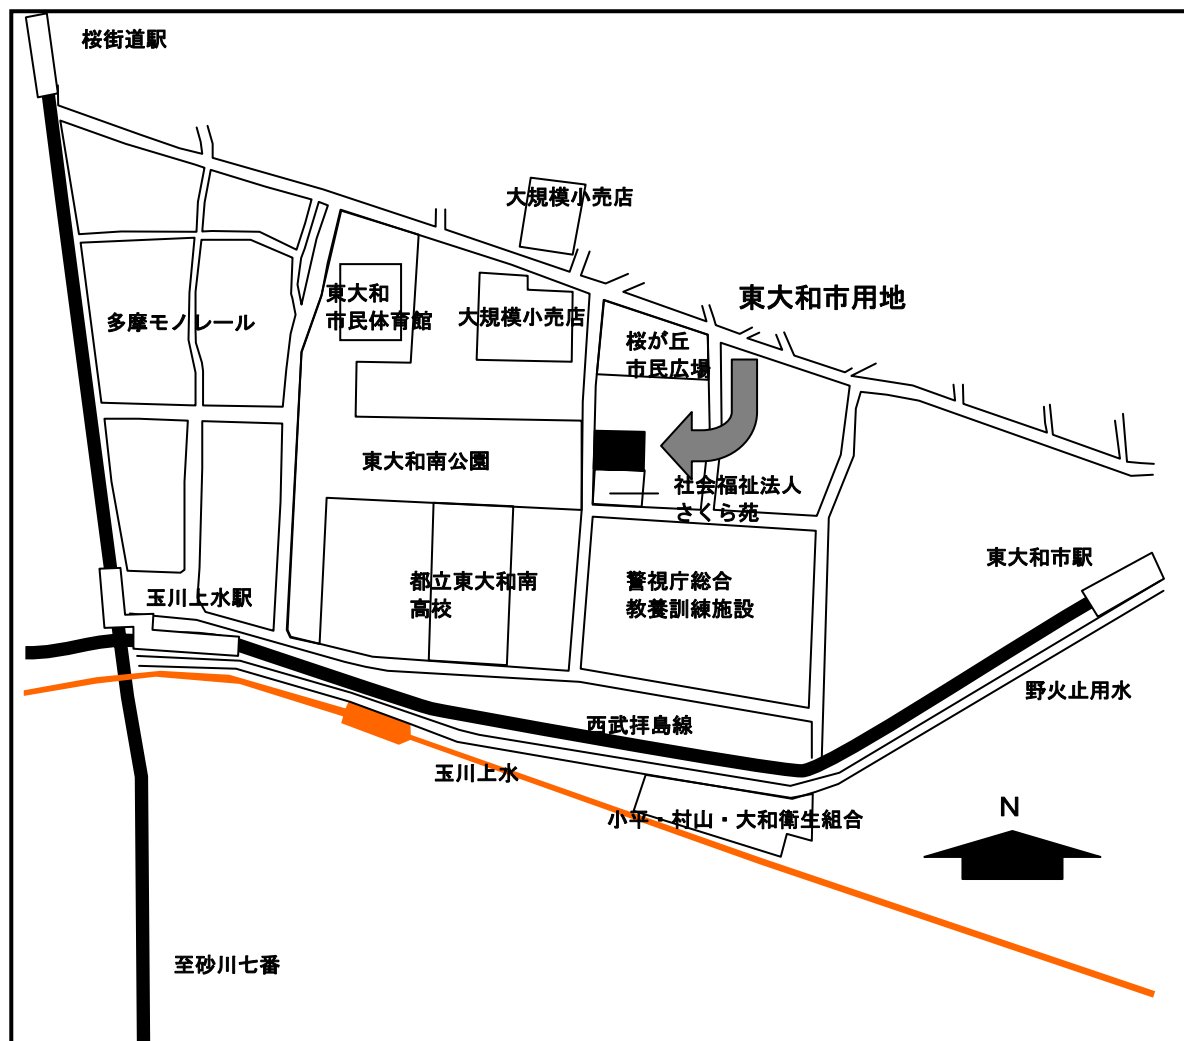 桜街道駅
大規模小売店
東大和市用地
東大和
市民体育館
大規模小売店
多摩モノレール
桜が丘
市民広場
東大和南公園
社会福祉法人
さくら苑
東大和市駅
都立東大和南
高校
警視庁総合
教養訓練施設
玉川上水駅
野火止用水
西武拝島線
玉川上水
N
小平・村山・大和衛生組合
至砂川七番